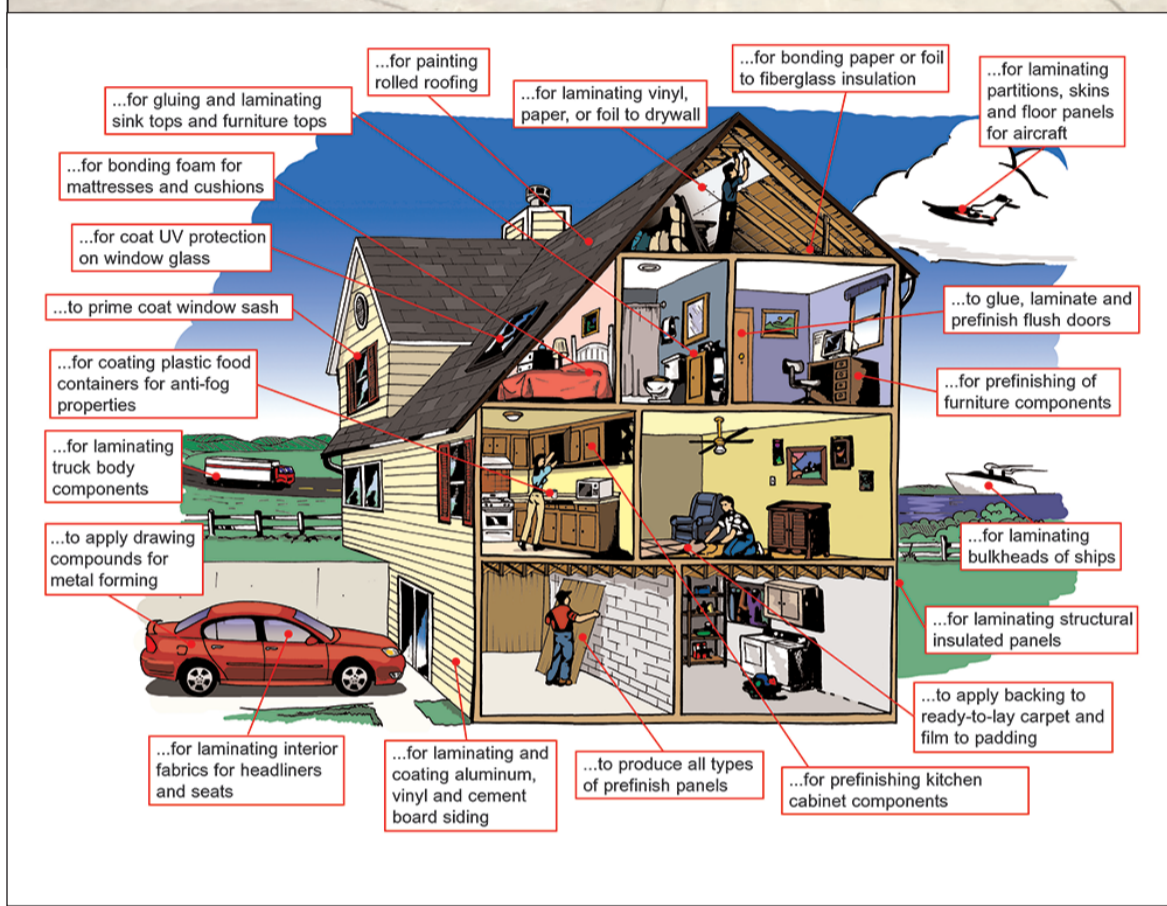 ...for painting
rolled roofing
...for bonding paper or foil
to fiberglass insulation
...for laminating
partitions, skins
and floor panels
for aircraft
...for gluing and laminating
sink tops and furniture tops
...for laminating vinyl,
paper, or foil to drywall
...for bonding foam for
mattresses and cushions
...for coat UV protection
on window glass
...to prime coat window sash
...to glue, laminate and
prefinish flush doors
...for coating plastic food
containers for anti-fog
properties
...for prefinishing of
furniture components
...for laminating
truck body
components
...to apply drawing
compounds for
metal forming
...for laminating
bulkheads of ships
...for laminating structural
insulated panels
...to apply backing to
ready-to-lay carpet and
film to padding
...for laminating interior
fabrics for headliners
and seats
...for laminating and
coating aluminum,
vinyl and cement
board siding
...to produce all types
of prefinish panels
...for prefinishing kitchen
cabinet components